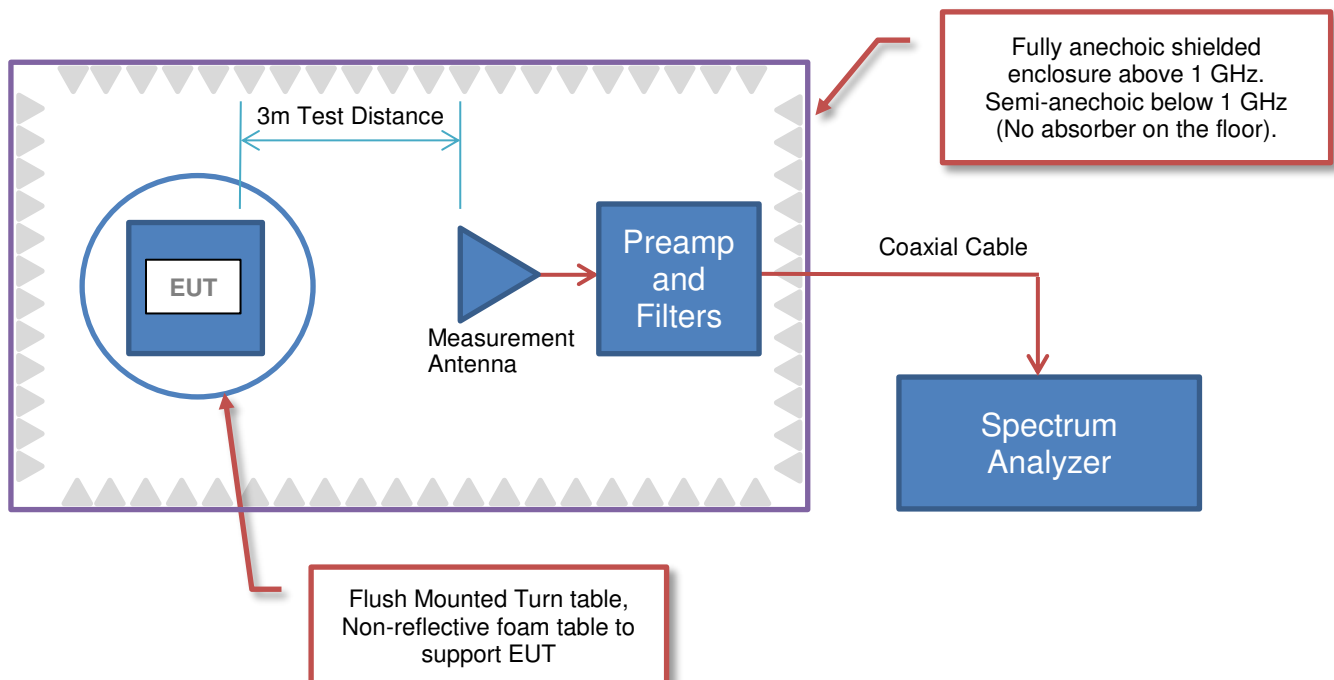 Fully anechoic shielded
enclosure above 1 GHz.
Semi-anechoic below 1 GHz
(No absorber on the floor).
3m Test Distance
EUT
Measurement
Antenna
Preamp
and
Filters
Coaxial Cable
Spectrum
Analyzer
Flush Mounted Turn table,
Non-reflective foam table to
support EUT